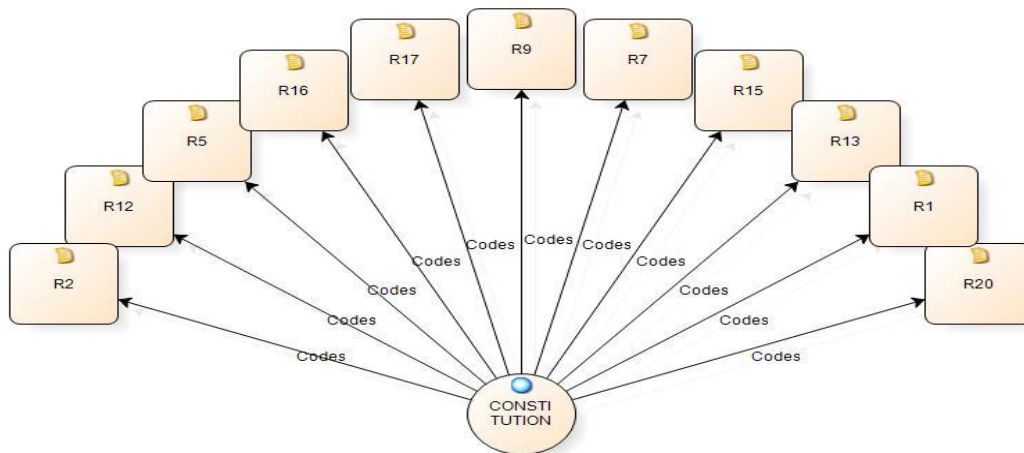 R9
R17
R7
R16
R15
R5
R13
R12
R1
R2
R20
Codes
Codes
Codes
Codes
Codes
Codes
Codes
Codes
Codes
Codes
Codes
CONSTI
TUTION